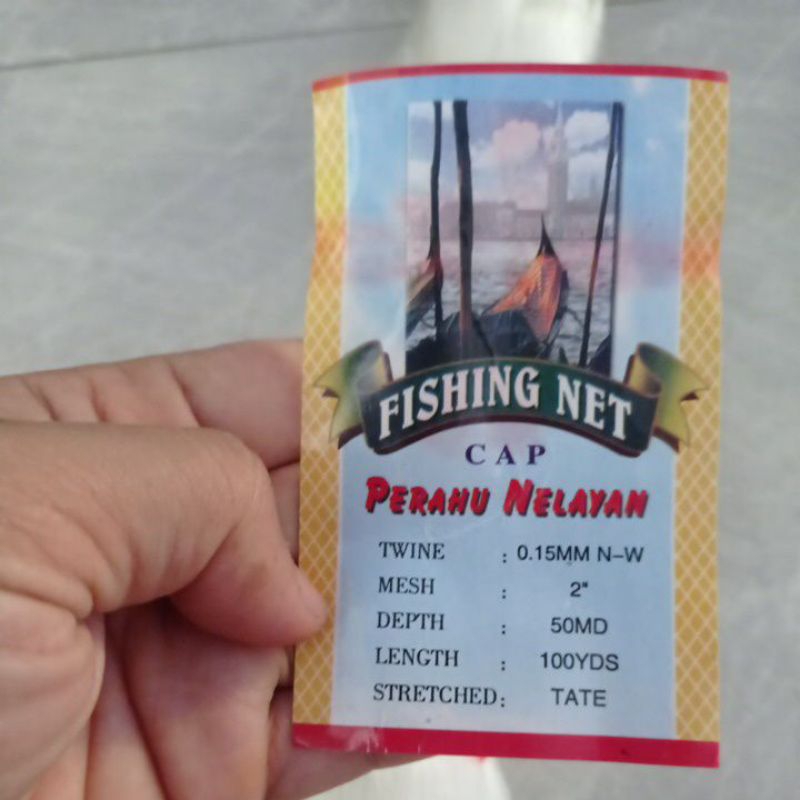 FISHING NET
CAP
PERAHU NELAYAN
TWINE : 0.15MM N-W
MESH : 2"
DEPTH : 50MD
LENGTH : 100YDS
STRETCHED: TATE